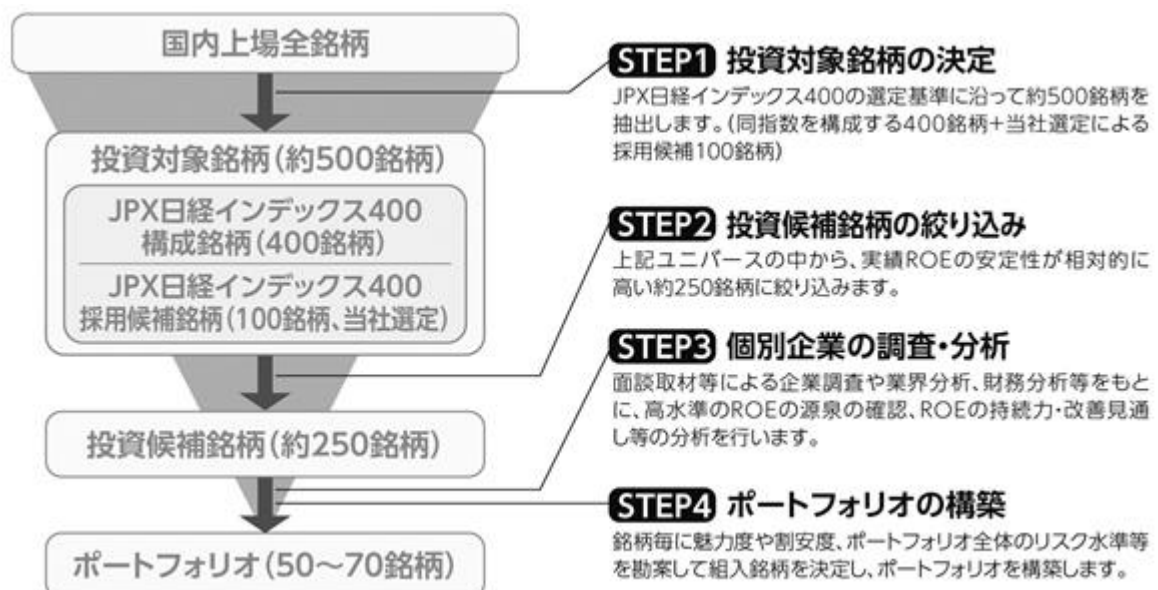 国内上場全銘柄
投資対象銘柄(約500銘柄)
JPX日経インデックス400
構成銘柄(400銘柄)
JPX日経インデックス400
採用候補銘柄(100銘柄、当社選定)
投資候補銘柄(約250銘柄)
ポートフォリオ(50〜70銘柄)
STEP1 投資対象銘柄の決定
JPX日経インデックス400の選定基準に沿って約500銘柄を
抽出します。(同指数を構成する400銘柄+当社選定による
採用候補100銘柄)
STEP2 投資候補銘柄の絞り込み
上記ユニバースの中から、実績ROEの安定性が相対的に
高い約250銘柄に絞り込みます。
STEP3 個別企業の調査・分析
面談取材等による企業調査や業界分析、財務分析等をもと
に、高水準のROEの源泉の確認、ROEの持続力・改善見通
し等の分析を行います。
STEP4 ポートフォリオの構築
銘柄毎に魅力度や割安度、ポートフォリオ全体のリスク水準等
を勘案して組入銘柄を決定し、ポートフォリオを構築します。